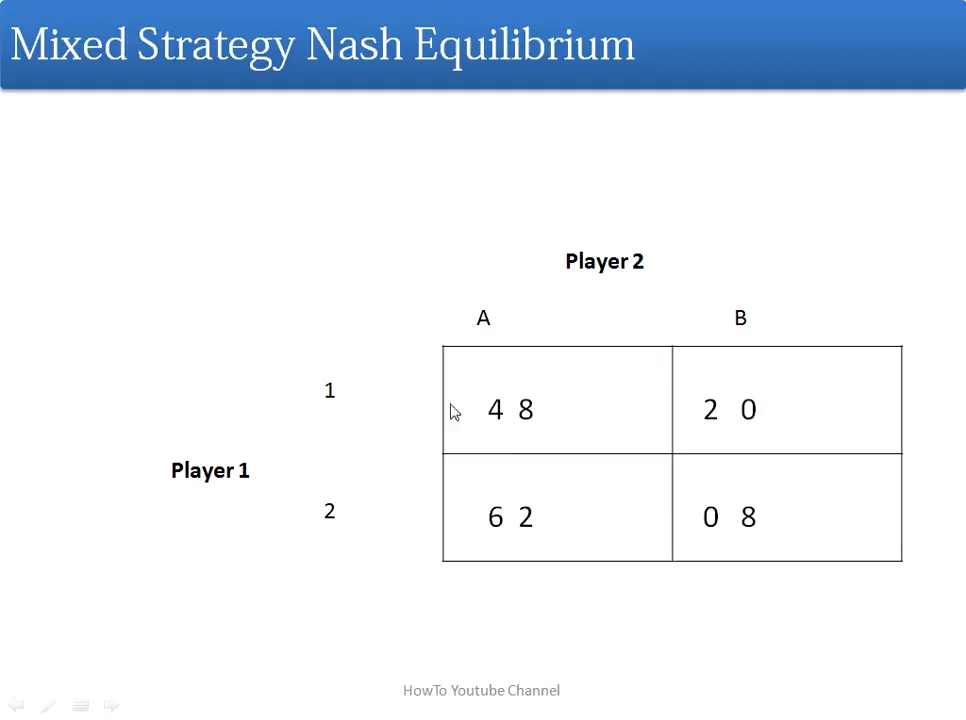 Mixed Strategy Nash Equilibrium
Player 2
A B
1
4 8 2 0
Player 1
2
6 2 0 8
HowTo Youtube Channel